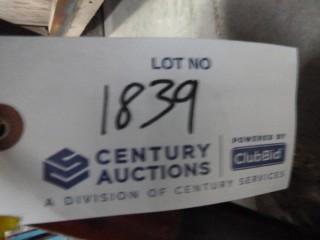 LOT NO
1839
CENTURY
AUCTIONS
POWERED BY
ClubBid
A DIVISION OF CENTURY SERVICES